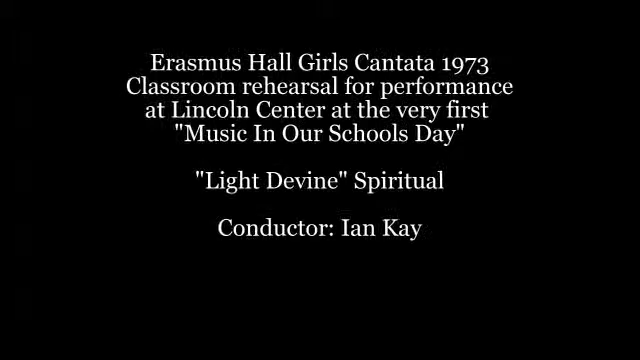 Erasmus Hall Girls Cantata 1973
Classroom rehearsal for performance
at Lincoln Center at the very first
"Music In Our Schools Day"
"Light Devine" Spiritual
Conductor: Ian Kay